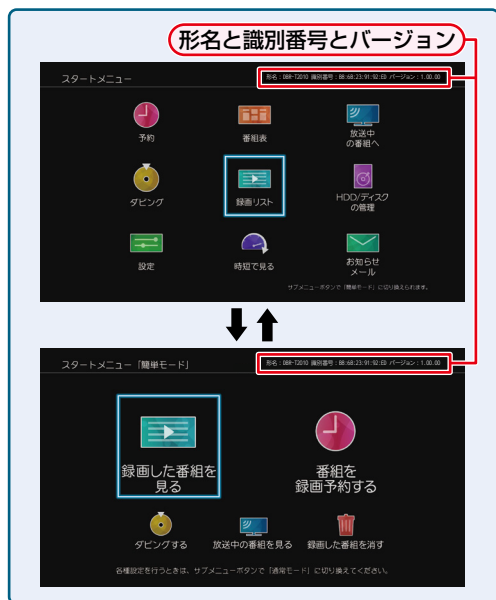 形名と識別番号とバージョン
スタートメニュー
形名：DBR-T2010 識別番号：B8:6B:23:91:92:ED バージョン：1.00.00
予約
番組表
放送中
の番組へ
ダビング
録画リスト
HDD/ディスク
の管理
設定
時短で見る
お知らせ
メール
サブメニューボタンで「簡単モード」に切り換えられます。
スタートメニュー「簡単モード」
形名：DBR-T2010 識別番号：B8:6B:23:91:92:ED バージョン：1.00.00
録画した番組を
見る
番組を
録画予約する
ダビングする
放送中の番組を見る
録画した番組を消す
各種設定を行うときは、サブメニューボタンで「通常モード」に切り換えてください。